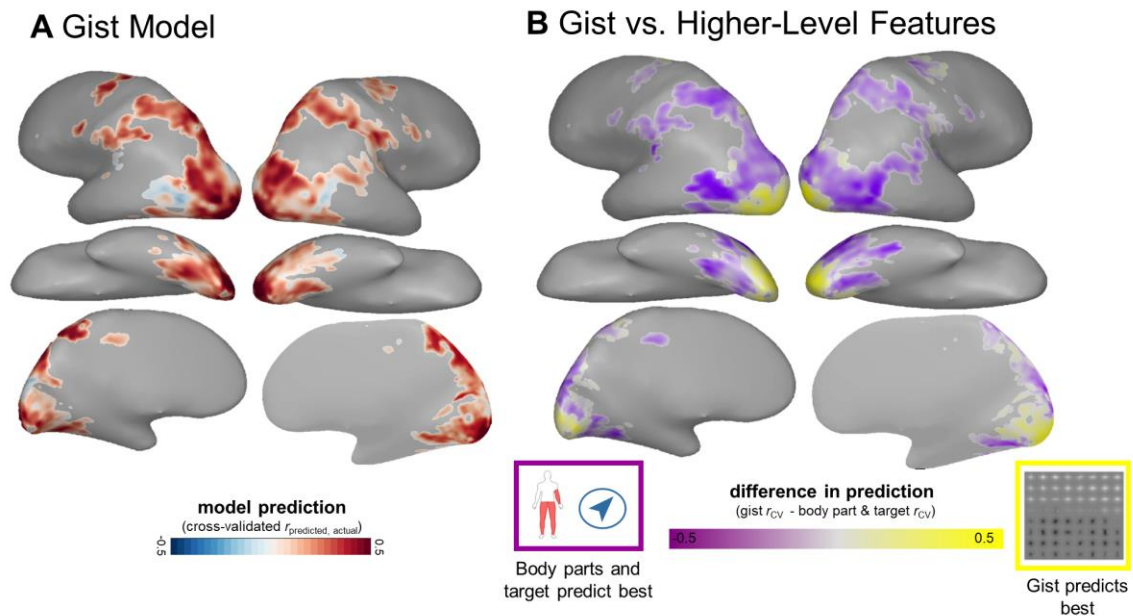 A Gist Model
B Gist vs. Higher-Level Features
model prediction
(cross-validated r predicted, actual)
-0.5
0.5
Body parts and
target predict best
difference in prediction
(gist rCV - body part & target rCV)
-0.5
0.5
Gist predicts
best